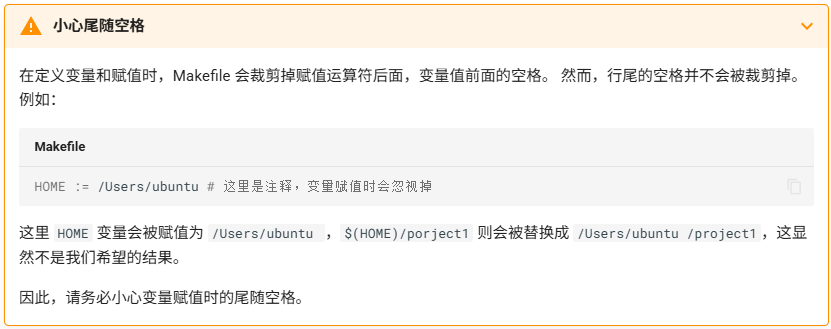 小心尾随空格
在定义变量和赋值时，Makefile 会裁剪掉赋值运算符后面，变量值前面的空格。 然而，行尾的空格并不会被裁剪掉。
例如：
Makefile
HOME := /Users/ubuntu # 这里是注释，变量赋值时会忽视掉
这里 HOME 变量会被赋值为 /Users/ubuntu ，$(HOME)/porject1 则会被替换成 /Users/ubuntu /project1，这显
然不是我们希望的结果。
因此，请务必小心变量赋值时的尾随空格。